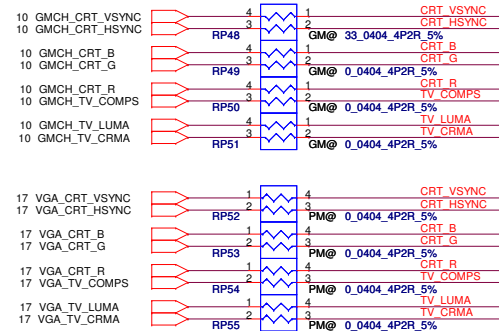 10 GMCH_CRT_VSYNC 4 1 CRT_VSYNC
10 GMCH_CRT_HSYNC 3 2 CRT_HSYNC
RP48 GM@ 33_0404_4P2R_5%
10 GMCH_CRT_B 4 1 CRT_B
10 GMCH_CRT_G 3 2 CRT_G
RP49 GM@ 0_0404_4P2R_5%
10 GMCH_CRT_R 4 1 CRT_R
10 GMCH_TV_COMPS 3 2 TV_COMPS
RP50 GM@ 0_0404_4P2R_5%
10 GMCH_TV_LUMA 4 1 TV_LUMA
10 GMCH_TV_CRMA 3 2 TV_CRMA
RP51 GM@ 0_0404_4P2R_5%
17 VGA_CRT_VSYNC 1 4 CRT_VSYNC
17 VGA_CRT_HSYNC 2 3 CRT_HSYNC
RP52 PM@ 0_0404_4P2R_5%
17 VGA_CRT_B 1 4 CRT_B
17 VGA_CRT_G 2 3 CRT_G
RP53 PM@ 0_0404_4P2R_5%
17 VGA_CRT_R 1 4 CRT_R
17 VGA_TV_COMPS 2 3 TV_COMPS
RP54 PM@ 0_0404_4P2R_5%
17 VGA_TV_LUMA 1 4 TV_LUMA
17 VGA_TV_CRMA 2 3 TV_CRMA
RP55 PM@ 0_0404_4P2R_5%